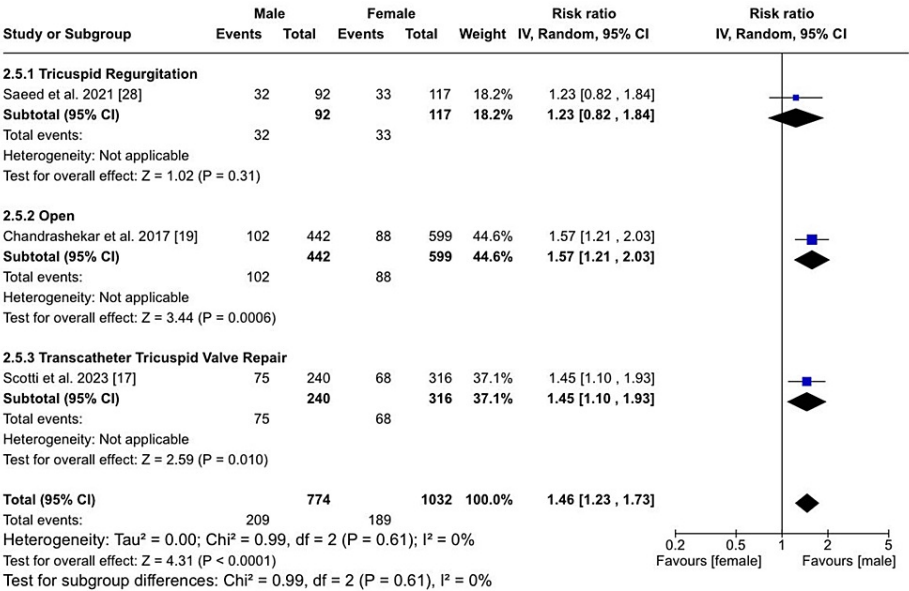 Male Female Risk ratio Risk ratio
Study or Subgroup Events Total Events Total Weight IV, Random, 95% CI IV, Random, 95% CI
2.5.1 Tricuspid Regurgitation
Saeed et al. 2021 [28] 32 92 33 117 18.2% 1.23 [0.82 , 1.84]
Subtotal (95% CI) 92 117 18.2% 1.23 [0.82 , 1.84]
Total events: 32 33
Heterogeneity: Not applicable
Test for overall effect: Z = 1.02 (P = 0.31)
2.5.2 Open
Chandrashekar et al. 2017 [19] 102 442 88 599 44.6% 1.57 [1.21 , 2.03]
Subtotal (95% CI) 442 599 44.6% 1.57 [1.21 , 2.03]
Total events: 102 88
Heterogeneity: Not applicable
Test for overall effect: Z = 3.44 (P = 0.0006)
2.5.3 Transcatheter Tricuspid Valve Repair
Scotti et al. 2023 [17] 75 240 68 316 37.1% 1.45 [1.10 , 1.93]
Subtotal (95% CI) 240 316 37.1% 1.45 [1.10 , 1.93]
Total events: 75 68
Heterogeneity: Not applicable
Test for overall effect: Z = 2.59 (P = 0.010)
Total (95% CI) 774 1032 100.0% 1.46 [1.23 , 1.73]
Total events: 209 189
Heterogeneity: Tau² = 0.00; Chi² = 0.99, df = 2 (P = 0.61); I² = 0%
0.2 0.5 1 2 5
Test for overall effect: Z = 4.31 (P < 0.0001) Favours [female] Favours [male]
Test for subgroup differences: Chi² = 0.99, df = 2 (P = 0.61), I² = 0%